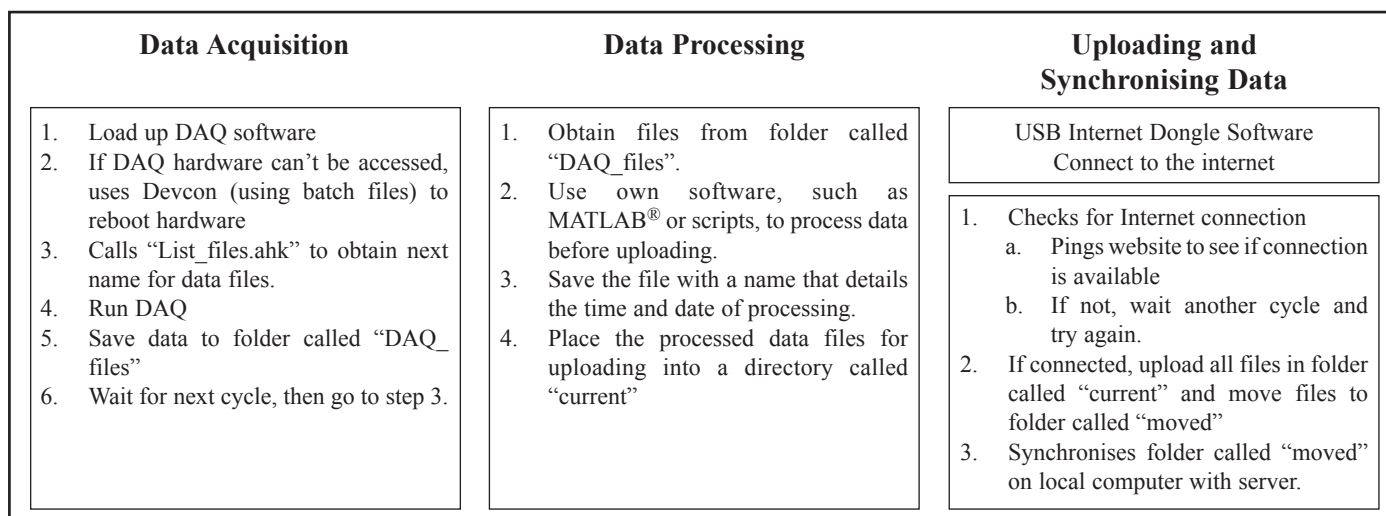 Data Acquisition
1. Load up DAQ software
2. If DAQ hardware can't be accessed,
uses Devcon (using batch files) to
reboot hardware
3. Calls “List_files.ahk” to obtain next
name for data files.
4. Run DAQ
5. Save data to folder called “DAQ_
files”
6. Wait for next cycle, then go to step 3.
Data Processing
1. Obtain files from folder called
“DAQ_files”.
2. Use own software, such as
MATLAB® or scripts, to process data
before uploading.
3. Save the file with a name that details
the time and date of processing.
4. Place the processed data files for
uploading into a directory called
“current”
Uploading and
Synchronising Data
USB Internet Dongle Software
Connect to the internet
1. Checks for Internet connection
a. Pings website to see if connection
is available
b. If not, wait another cycle and
try again.
2. If connected, upload all files in folder
called “current” and move files to
folder called “moved”
3. Synchronises folder called “moved”
on local computer with server.